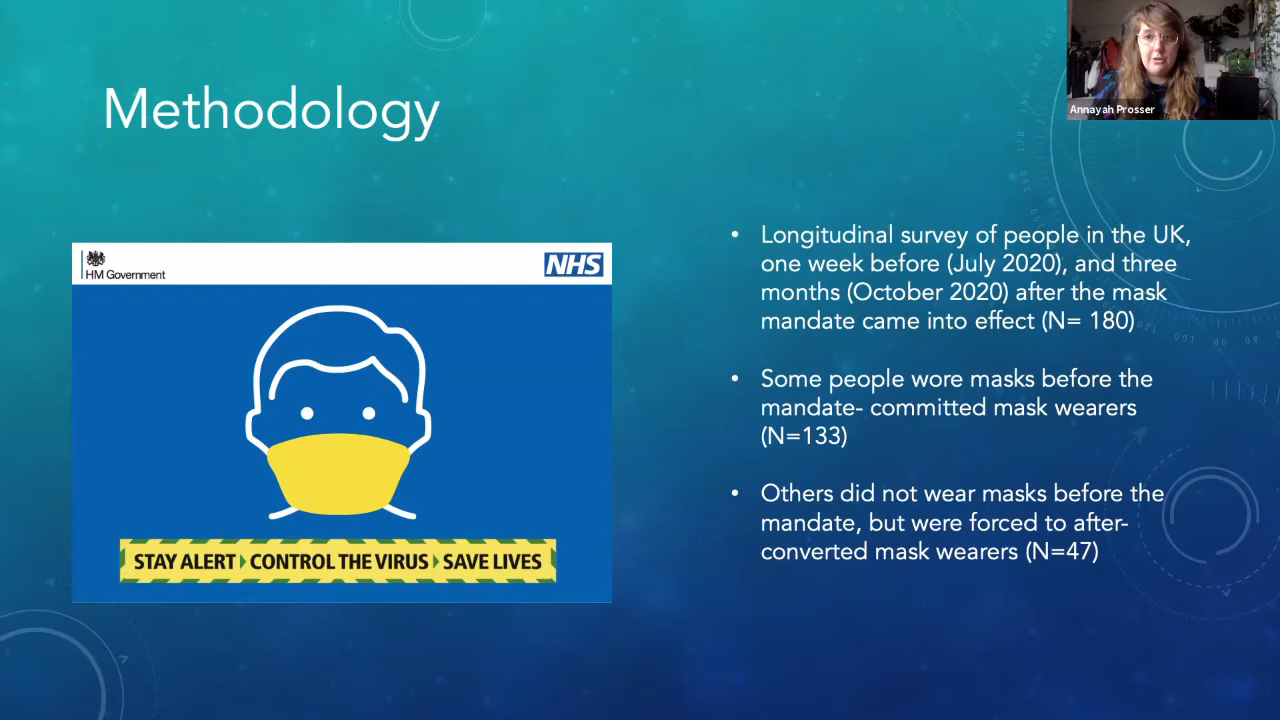 Methodology
Annayah Prosser
HM Government
NHS
STAY ALERT CONTROL THE VIRUS SAVE LIVES
• Longitudinal survey of people in the UK,
one week before (July 2020), and three
months (October 2020) after the mask
mandate came into effect (N= 180)
• Some people wore masks before the
mandate- committed mask wearers
(N=133)
• Others did not wear masks before the
mandate, but were forced to after-
converted mask wearers (N=47)